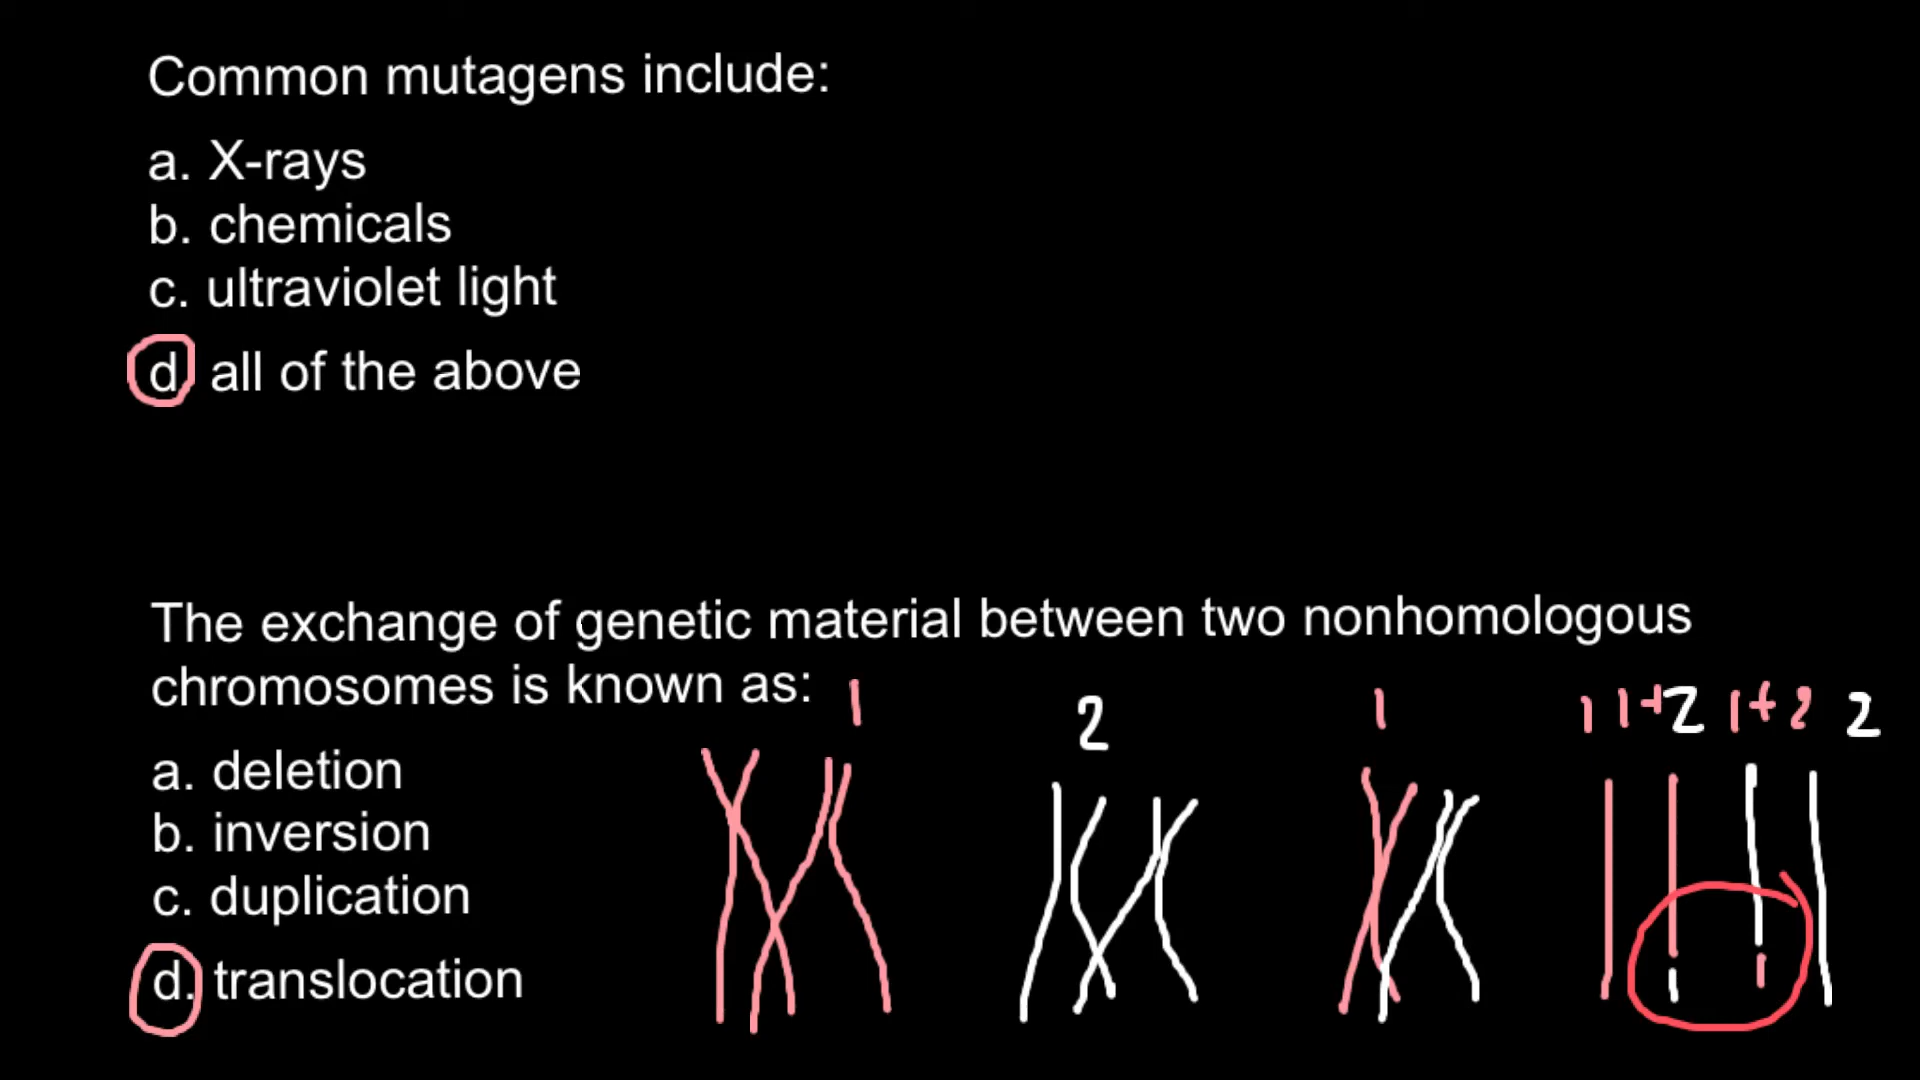 Common mutagens include:
a. X-rays
b. chemicals
c. ultraviolet light
d all of the above
The exchange of genetic material between two nonhomologous
chromosomes is known as:
1 2 1 1 1+2 1+2 2
a. deletion
b. inversion
c. duplication
d. translocation